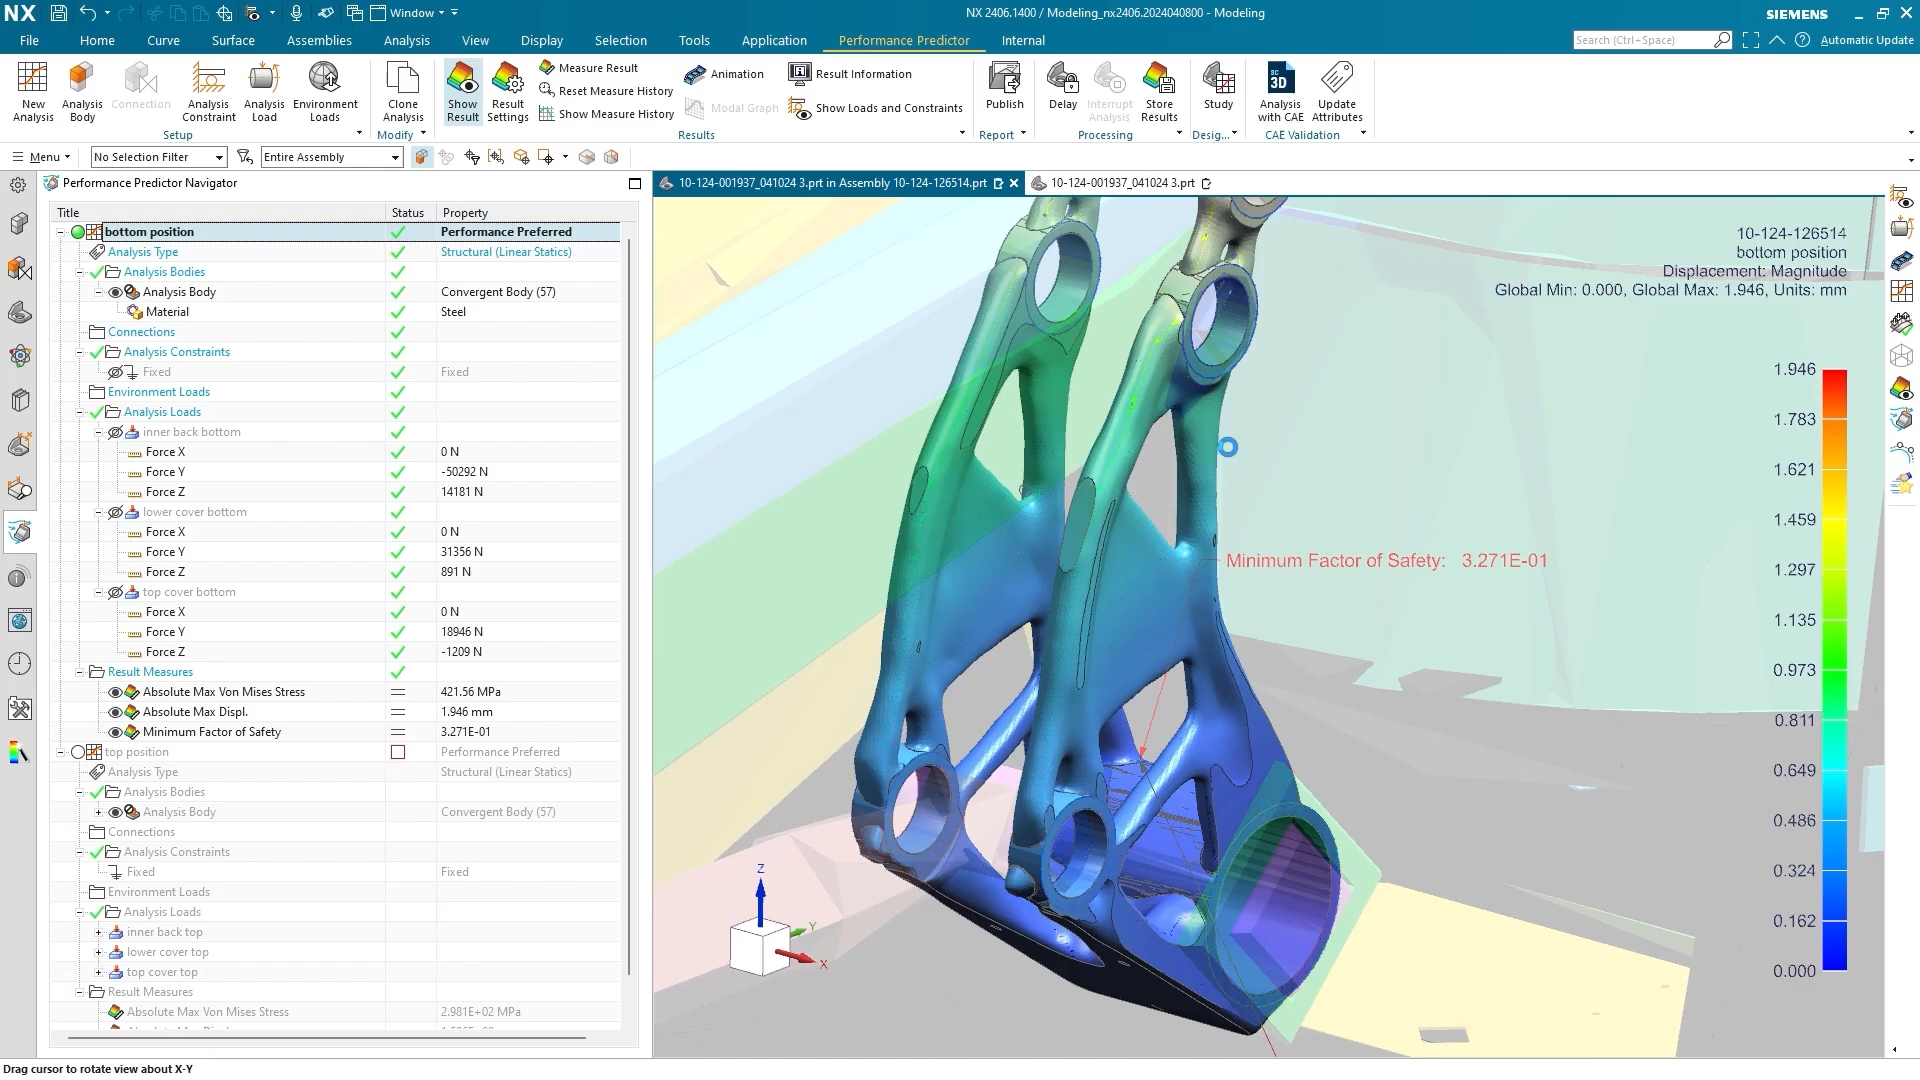 NX
Window
NX 2406.1400 / Modeling_nx2406.2024040800 - Modeling
SIEMENS
File Home Curve Surface Assemblies Analysis View Display Selection Tools Application Performance Predictor Internal
Search (Ctrl+Space)
Automatic Update
New Analysis
Analysis Body
Connection
Analysis Constraint
Analysis Load
Environment Loads
Clone Analysis
Show Result
Result Settings
Measure Result
Reset Measure History
Show Measure History
Animation
Modal Graph
Result Information
Show Loads and Constraints
Publish
Delay
Interrupt Analysis
Store Results
Study
SC 3D
Analysis with CAE
Update Attributes
Setup
Modify
Results
Report
Processing
Desig...
CAE Validation
Menu
No Selection Filter
Entire Assembly
Performance Predictor Navigator
10-124-001937_041024 3.prt in Assembly 10-124-126514.prt
10-124-001937_041024 3.prt
Title Status Property
bottom position Performance Preferred
Analysis Type Structural (Linear Statics)
Analysis Bodies
Analysis Body Convergent Body (57)
Material Steel
Connections
Analysis Constraints
Fixed Fixed
Environment Loads
Analysis Loads
inner back bottom
Force X 0 N
Force Y -50292 N
Force Z 14181 N
lower cover bottom
Force X 0 N
Force Y 31356 N
Force Z 891 N
top cover bottom
Force X 0 N
Force Y 18946 N
Force Z -1209 N
Result Measures
Absolute Max Von Mises Stress 421.56 MPa
Absolute Max Displ. 1.946 mm
Minimum Factor of Safety 3.271E-01
top position Performance Preferred
Analysis Type Structural (Linear Statics)
Analysis Bodies
Analysis Body Convergent Body (57)
Connections
Analysis Constraints
Fixed Fixed
Environment Loads
Analysis Loads
inner back top
lower cover top
top cover top
Result Measures
Absolute Max Von Mises Stress 2.981E+02 MPa
10-124-126514
bottom position
Displacement: Magnitude
Global Min: 0.000, Global Max: 1.946, Units: mm
Minimum Factor of Safety: 3.271E-01
1.946
1.783
1.621
1.459
1.297
1.135
0.973
0.811
0.649
0.486
0.324
0.162
0.000
Z
Y
X
Drag cursor to rotate view about X-Y